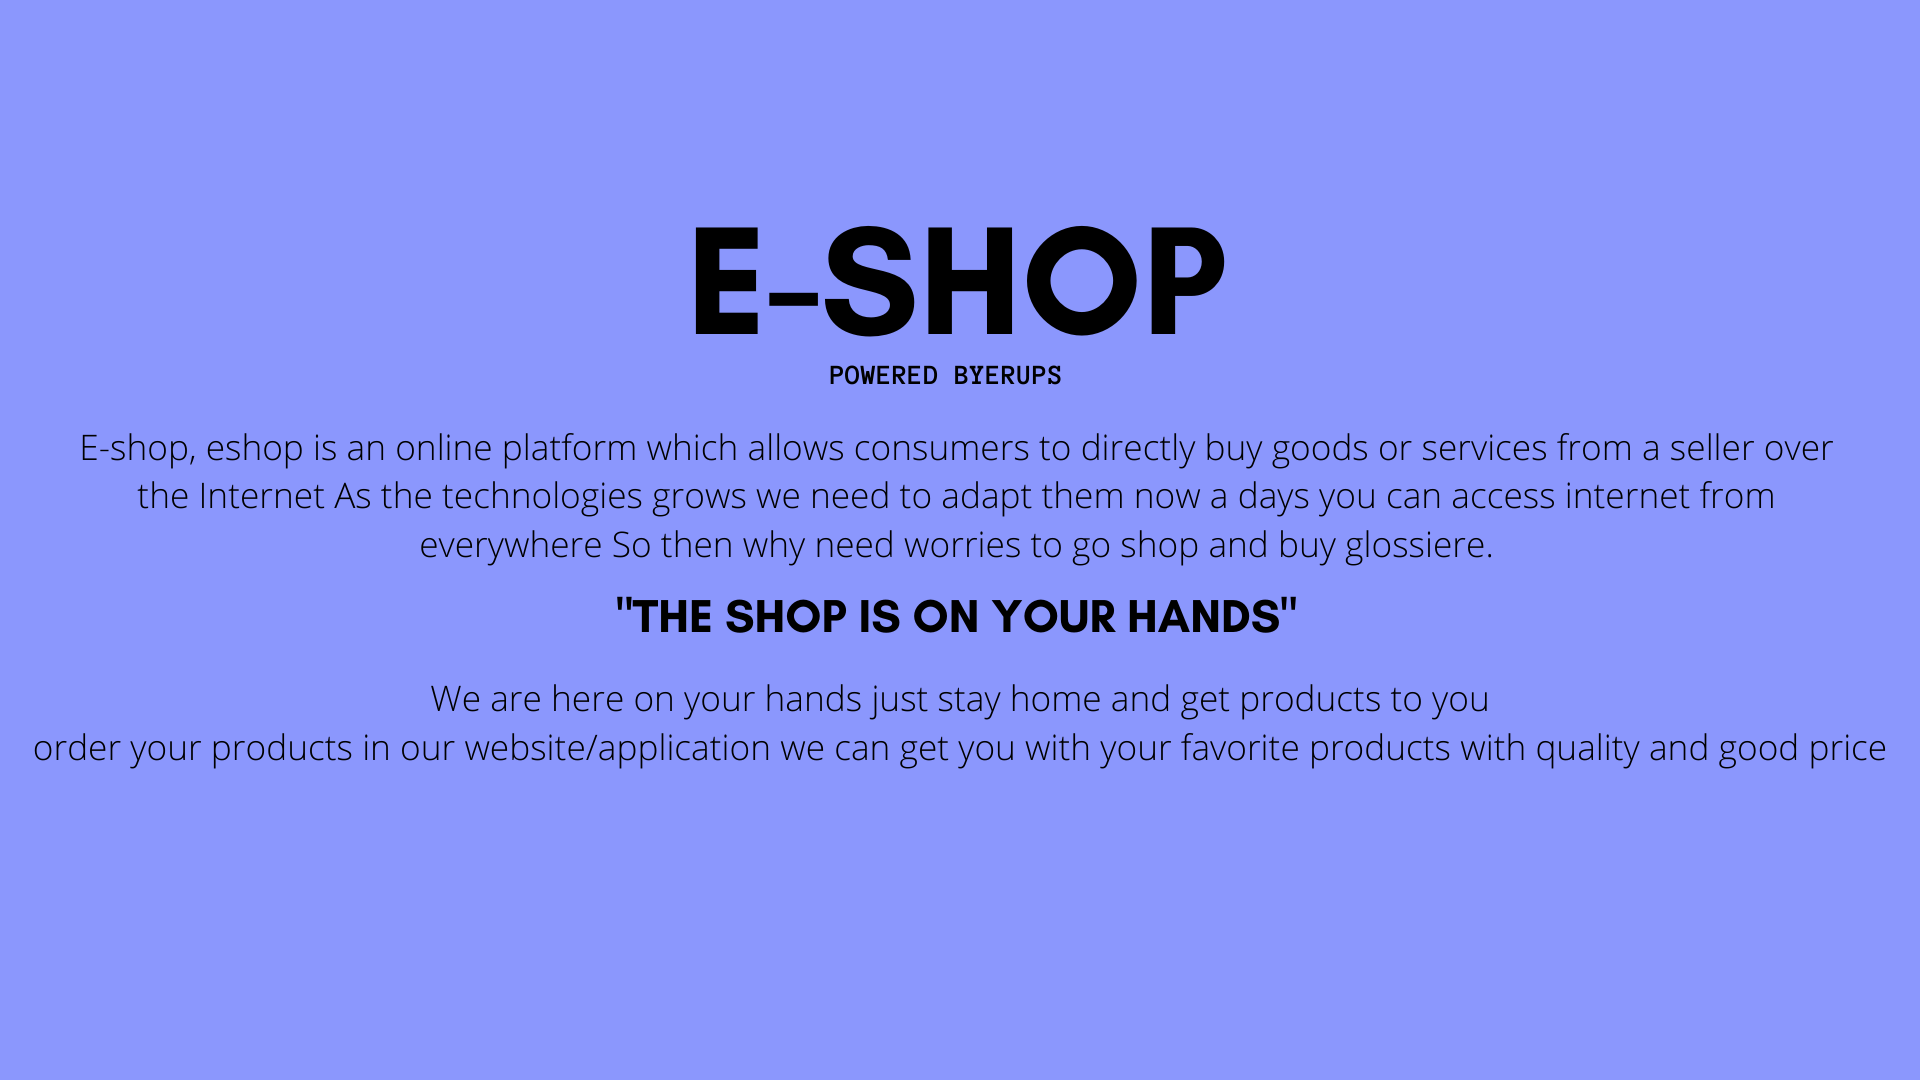 E-SHOP
POWERED BYERUPS
E-shop, eshop is an online platform which allows consumers to directly buy goods or services from a seller over
the Internet As the technologies grows we need to adapt them now a days you can access internet from
everywhere So then why need worries to go shop and buy glossiere.
"THE SHOP IS ON YOUR HANDS"
We are here on your hands just stay home and get products to you
order your products in our website/application we can get you with your favorite products with quality and good price